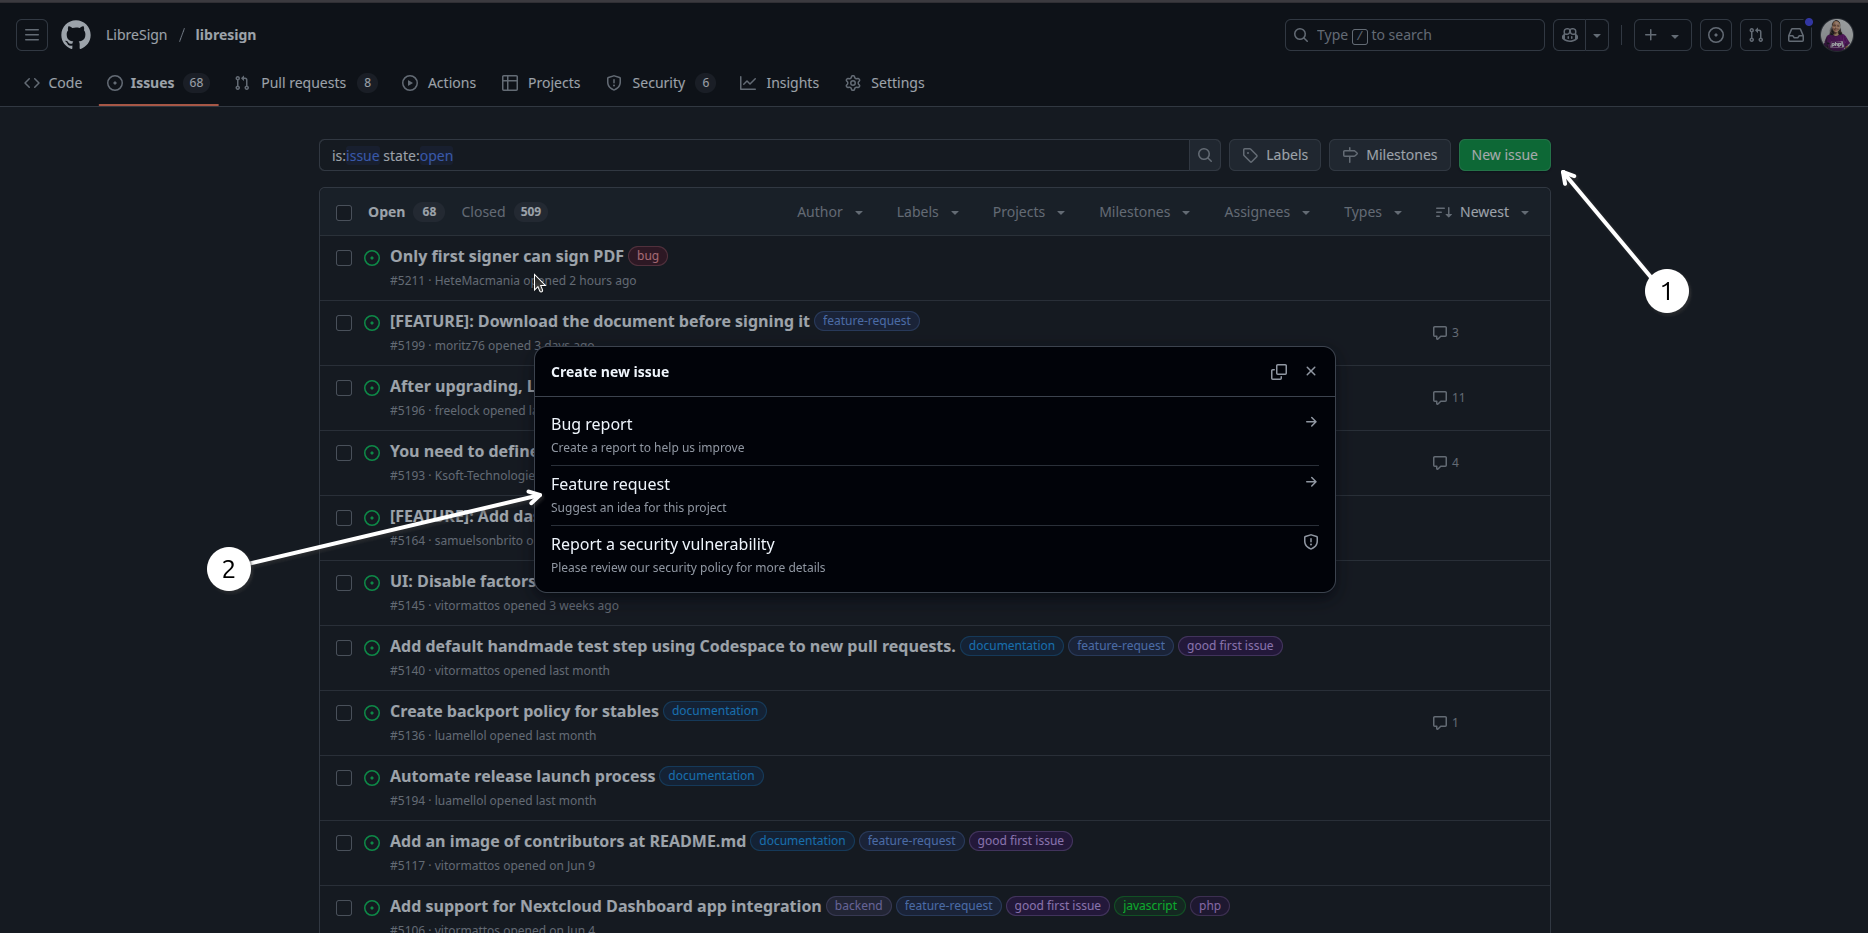 LibreSign / libresign
Type / to search
Code
Issues 68
Pull requests 8
Actions
Projects
Security 6
Insights
Settings
is:issue state:open
Labels
Milestones
New issue
Open 68 Closed 509 Author Labels Projects Milestones Assignees Types Newest
1
Only first signer can sign PDF bug
#5211 · HeteMacmania opened 2 hours ago
[FEATURE]: Download the document before signing it feature-request
#5199 · moritz76 opened 3 days ago
3
After upgrading, L
#5196 · freelock opened
11
You need to define
#5193 · Ksoft-Technologie
4
[FEATURE]: Add da
#5164 · samuelsonbrito o
Create new issue
Bug report
Create a report to help us improve
Feature request
Suggest an idea for this project
Report a security vulnerability
Please review our security policy for more details
2
UI: Disable factors
#5145 · vitormattos opened 3 weeks ago
Add default handmade test step using Codespace to new pull requests. documentation feature-request good first issue
#5140 · vitormattos opened last month
Create backport policy for stables documentation
#5136 · luamellol opened last month
1
Automate release launch process documentation
#5194 · luamellol opened last month
Add an image of contributors at README.md documentation feature-request good first issue
#5117 · vitormattos opened on Jun 9
Add support for Nextcloud Dashboard app integration backend feature-request good first issue javascript php
#5106 · vitormattos opened on Jun 4